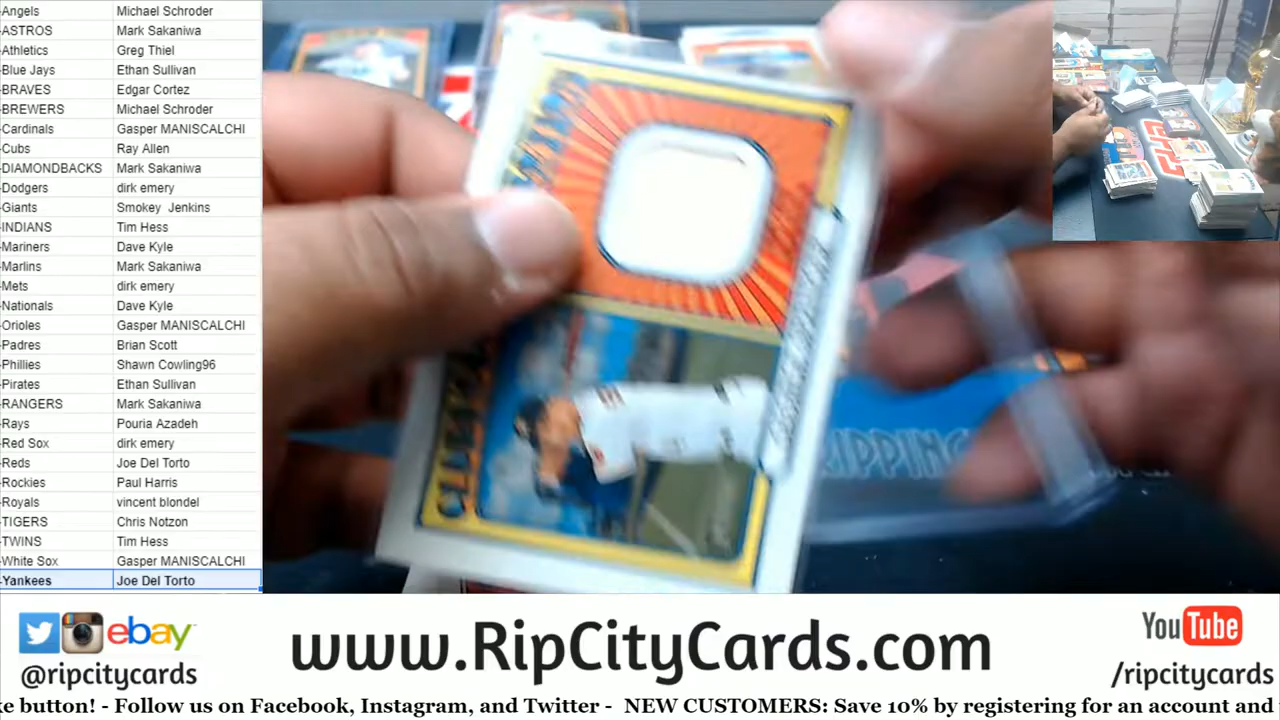 -Angels Michael Schroder
-ASTROS Mark Sakaniwa
-Athletics Greg Thiel
-Blue Jays Ethan Sullivan
-BRAVES Edgar Cortez
-BREWERS Michael Schroder
-Cardinals Gasper MANISCALCHI
-Cubs Ray Allen
-DIAMONDBACKS Mark Sakaniwa
-Dodgers dirk emery
-Giants Smokey Jenkins
-INDIANS Tim Hess
-Mariners Dave Kyle
-Marlins Mark Sakaniwa
-Mets dirk emery
-Nationals Dave Kyle
-Orioles Gasper MANISCALCHI
-Padres Brian Scott
-Phillies Shawn Cowling96
-Pirates Ethan Sullivan
-RANGERS Mark Sakaniwa
-Rays Pouria Azadeh
-Red Sox dirk emery
-Reds Joe Del Torto
-Rockies Paul Harris
-Royals vincent blondel
-TIGERS Chris Notzon
-TWINS Tim Hess
-White Sox Gasper MANISCALCHI
-Yankees Joe Del Torto
RIPPING
ebay
@ripcitycards
www.RipCityCards.com
YouTube
/ripcitycards
ke button! - Follow us on Facebook, Instagram, and Twitter - NEW CUSTOMERS: Save 10% by registering for an account and